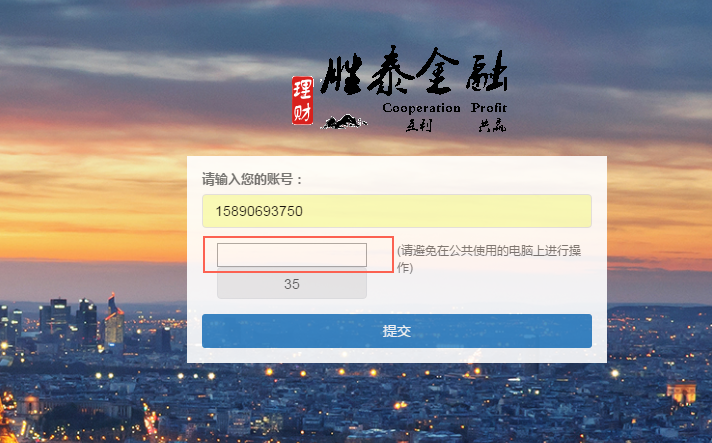 理财
胜泰金融
Cooperation Profit
互利 共赢
请输入您的账号：
15890693750
(请避免在公共使用的电脑上进行操
作)
35
提交